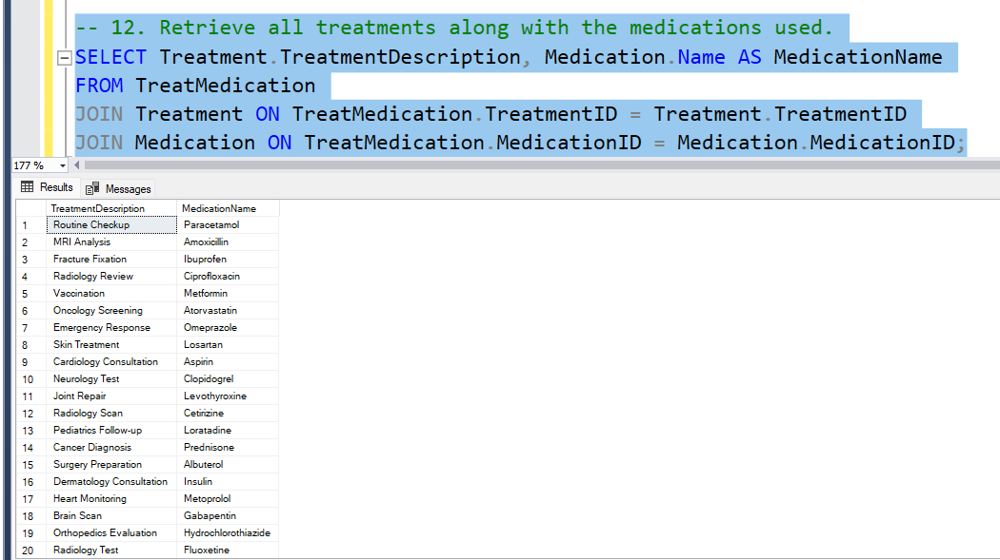 -- 12. Retrieve all treatments along with the medications used.
SELECT Treatment.TreatmentDescription, Medication.Name AS MedicationName
FROM TreatMedication
JOIN Treatment ON TreatMedication.TreatmentID = Treatment.TreatmentID
JOIN Medication ON TreatMedication.MedicationID = Medication.MedicationID;
177 %
Results Messages
TreatmentDescription MedicationName
1 Routine Checkup Paracetamol
2 MRI Analysis Amoxicillin
3 Fracture Fixation Ibuprofen
4 Radiology Review Ciprofloxacin
5 Vaccination Metformin
6 Oncology Screening Atorvastatin
7 Emergency Response Omeprazole
8 Skin Treatment Losartan
9 Cardiology Consultation Aspirin
10 Neurology Test Clopidogrel
11 Joint Repair Levothyroxine
12 Radiology Scan Cetirizine
13 Pediatrics Follow-up Loratadine
14 Cancer Diagnosis Prednisone
15 Surgery Preparation Albuterol
16 Dermatology Consultation Insulin
17 Heart Monitoring Metoprolol
18 Brain Scan Gabapentin
19 Orthopedics Evaluation Hydrochlorothiazide
20 Radiology Test Fluoxetine